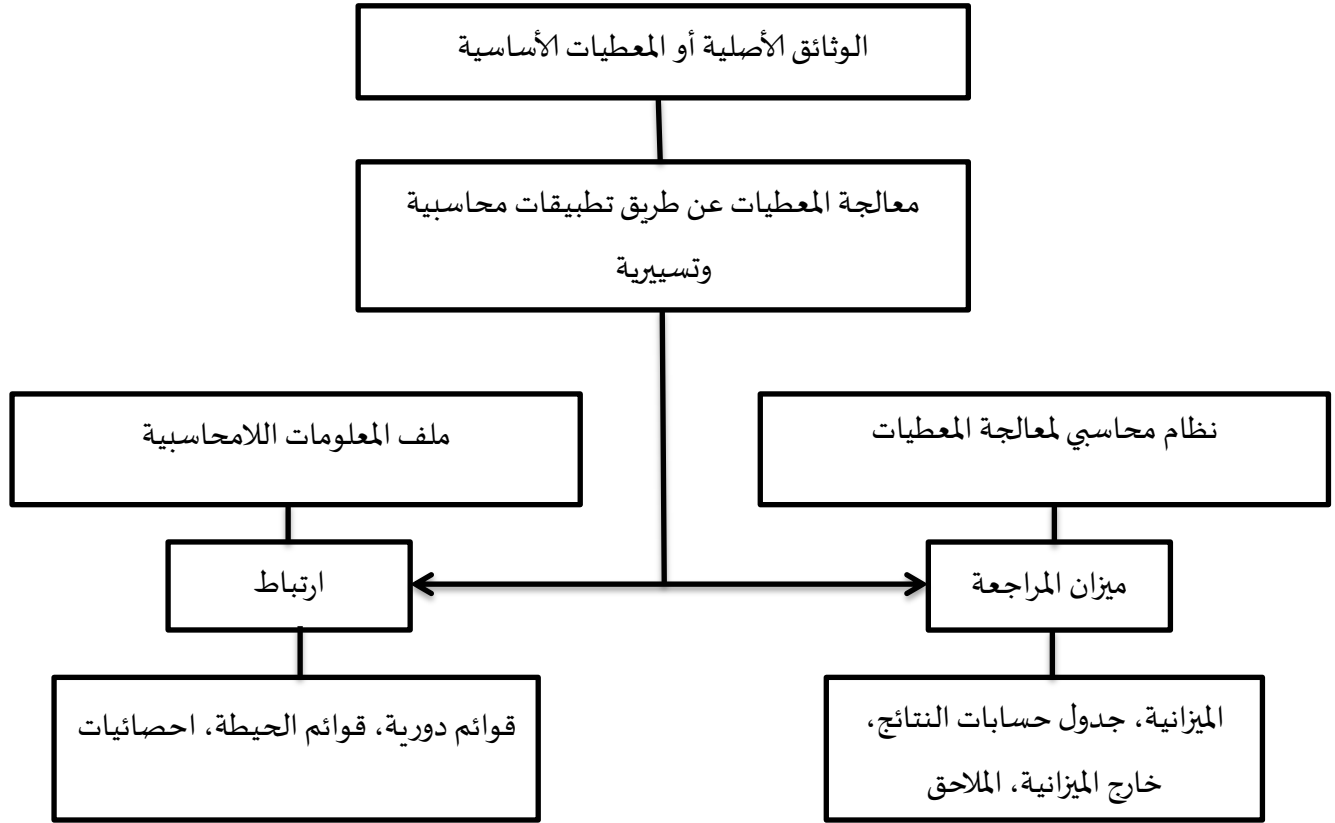 الوثائق الأصلية أو المعطيات الأساسية
معالجة المعطيات عن طريق تطبيقات محاسبية
وتسييرية
نظام محاسبي لمعالجة المعطيات
ملف المعلومات اللامحاسبية
ميزان المراجعة
ارتباط
الميزانية، جدول حسابات النتائج،
خارج الميزانية، الملاحق
قوائم دورية، قوائم الحيطة، احصائيات